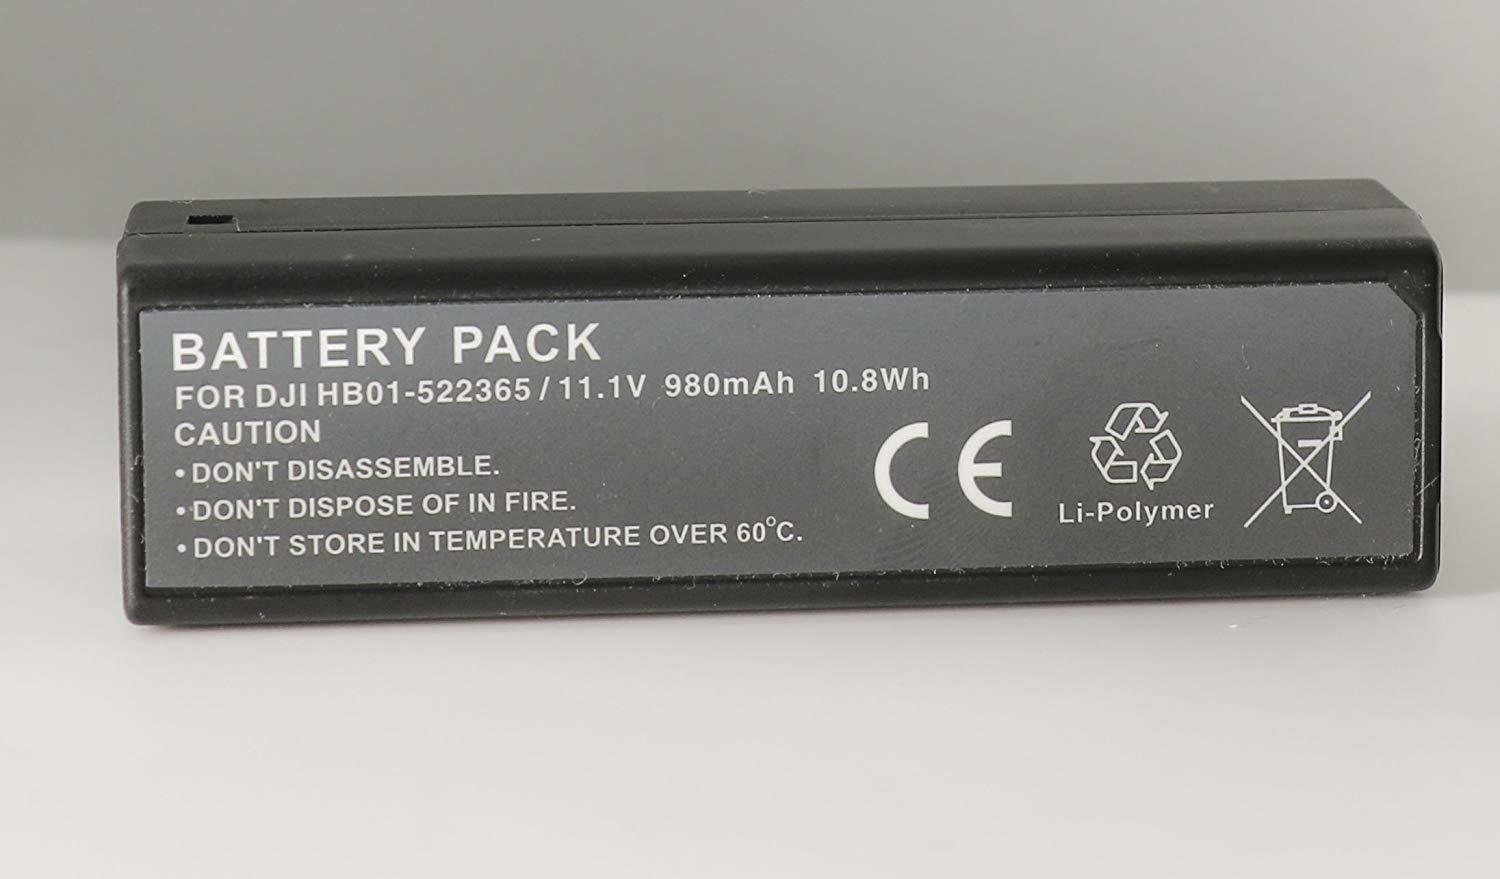 BATTERY PACK
FOR DJI HB01-522365 / 11.1V 980mAh 10.8Wh
CAUTION
• DON'T DISASSEMBLE.
• DON'T DISPOSE OF IN FIRE.
• DON'T STORE IN TEMPERATURE OVER 60°C.
CE
Li-Polymer